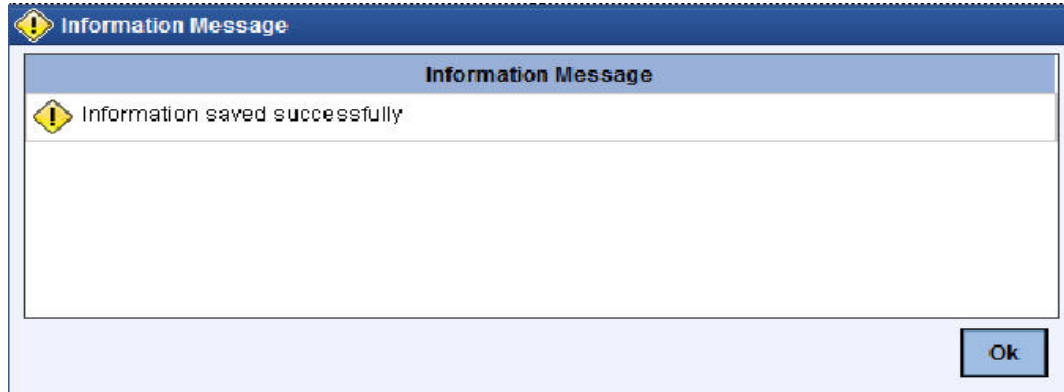 Information Message
Information Message
Information saved successfully
Ok